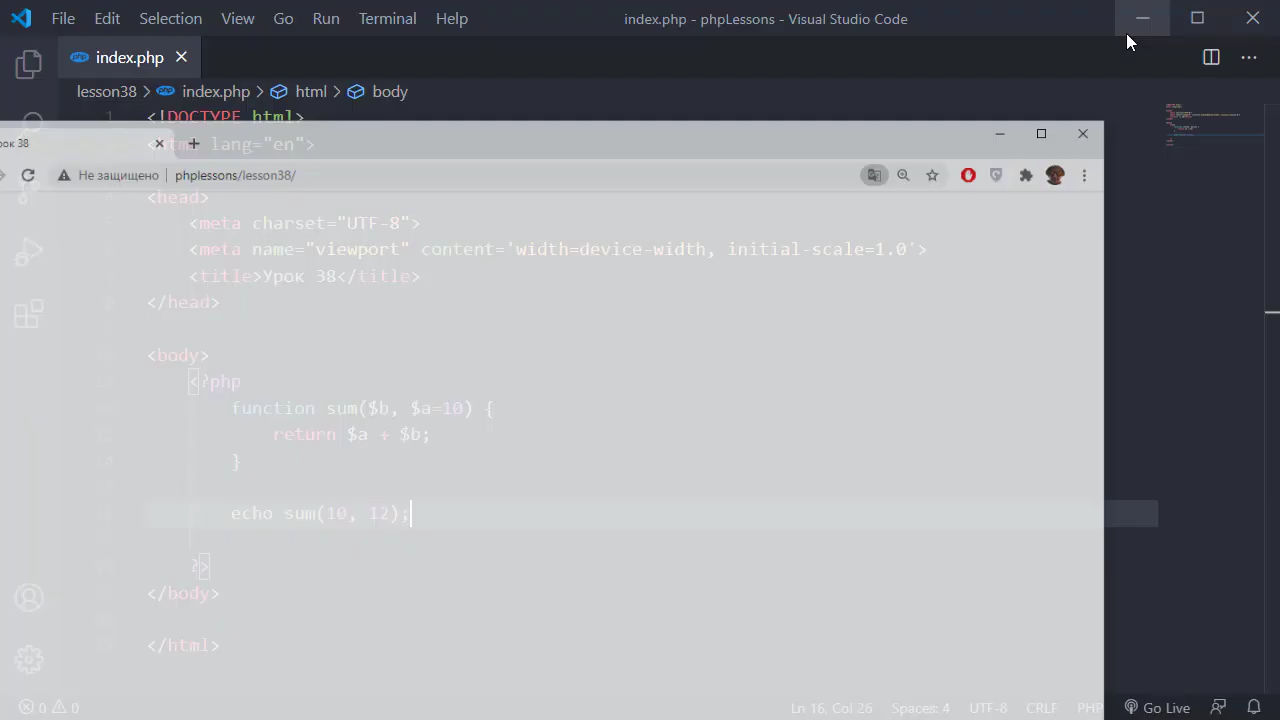 File Edit Selection View Go Run Terminal Help index.php - phpLessons - Visual Studio Code
index.php
lesson38 > index.php > html > body
1 <!DOCTYPE html>
<html lang="en">
рок 38
Не защищено phplessons/lesson38/
<head>
<meta charset="UTF-8">
<meta name="viewport" content='width=device-width, initial-scale=1.0'>
<title>Урок 38</title>
</head>
<body>
<?php
function sum($b, $a=10) {
return $a + $b;
}
echo sum(10, 12);
?>
</body>
</html>
0 0 Ln 16, Col 26 Spaces: 4 UTF-8 CRLF PHP Go Live